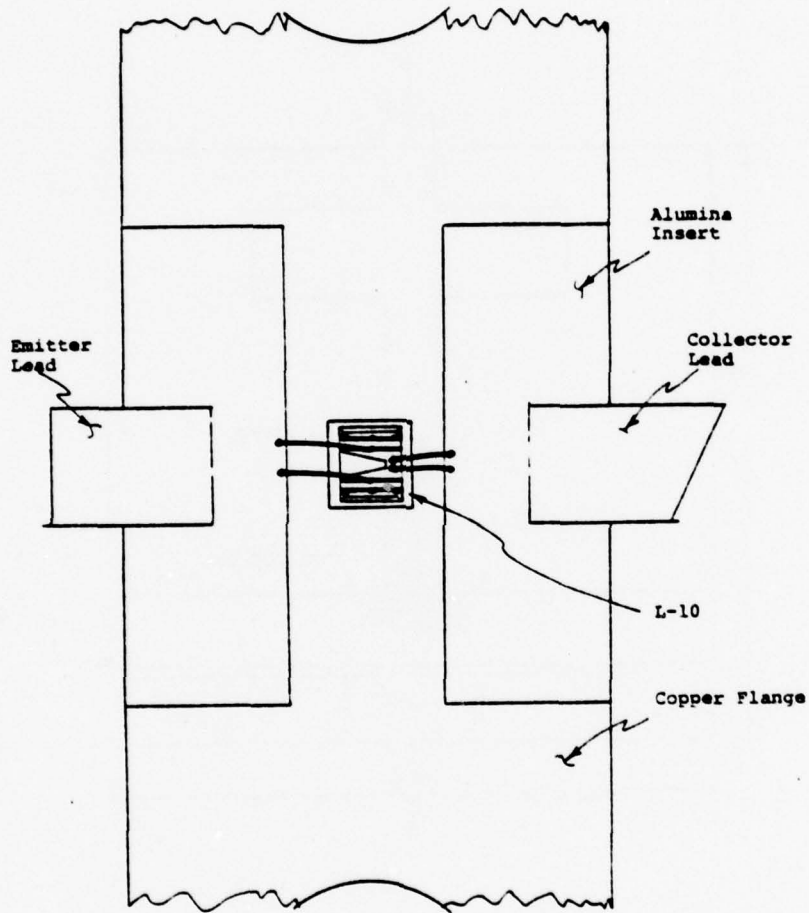 Alumina
Insert
Emitter
Lead
Collector
Lead
L-10
Copper Flange